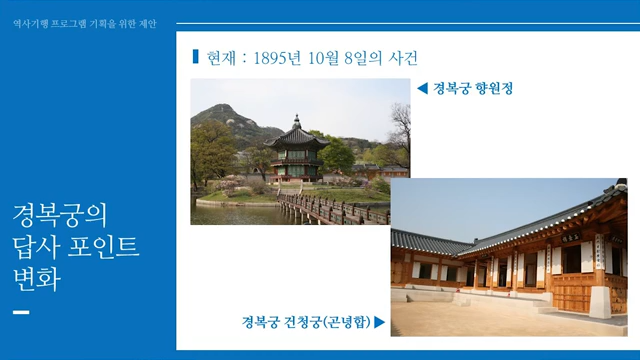 역사기행 프로그램 기획을 위한 제안
현재 : 1895년 10월 8일의 사건
◀ 경복궁 향원정
경복궁의
답사 포인트
변화
경복궁 건청궁(곤녕합) ▶